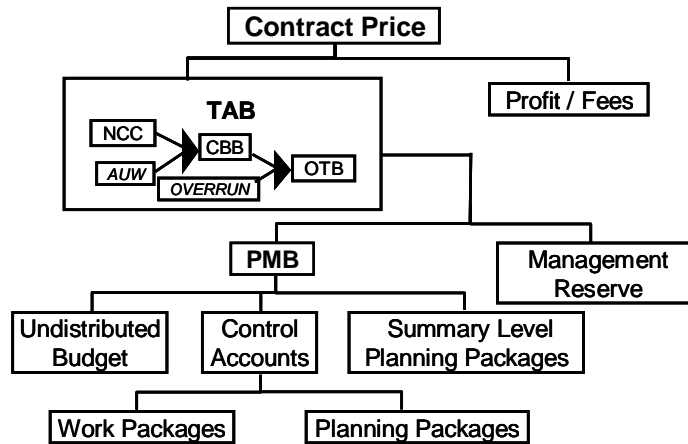 Contract Price
Profit / Fees
TAB
NCC
CBB
AUW
OVERRUN
OTB
PMB
Management
Reserve
Undistributed
Budget
Control
Accounts
Summary Level
Planning Packages
Work Packages
Planning Packages